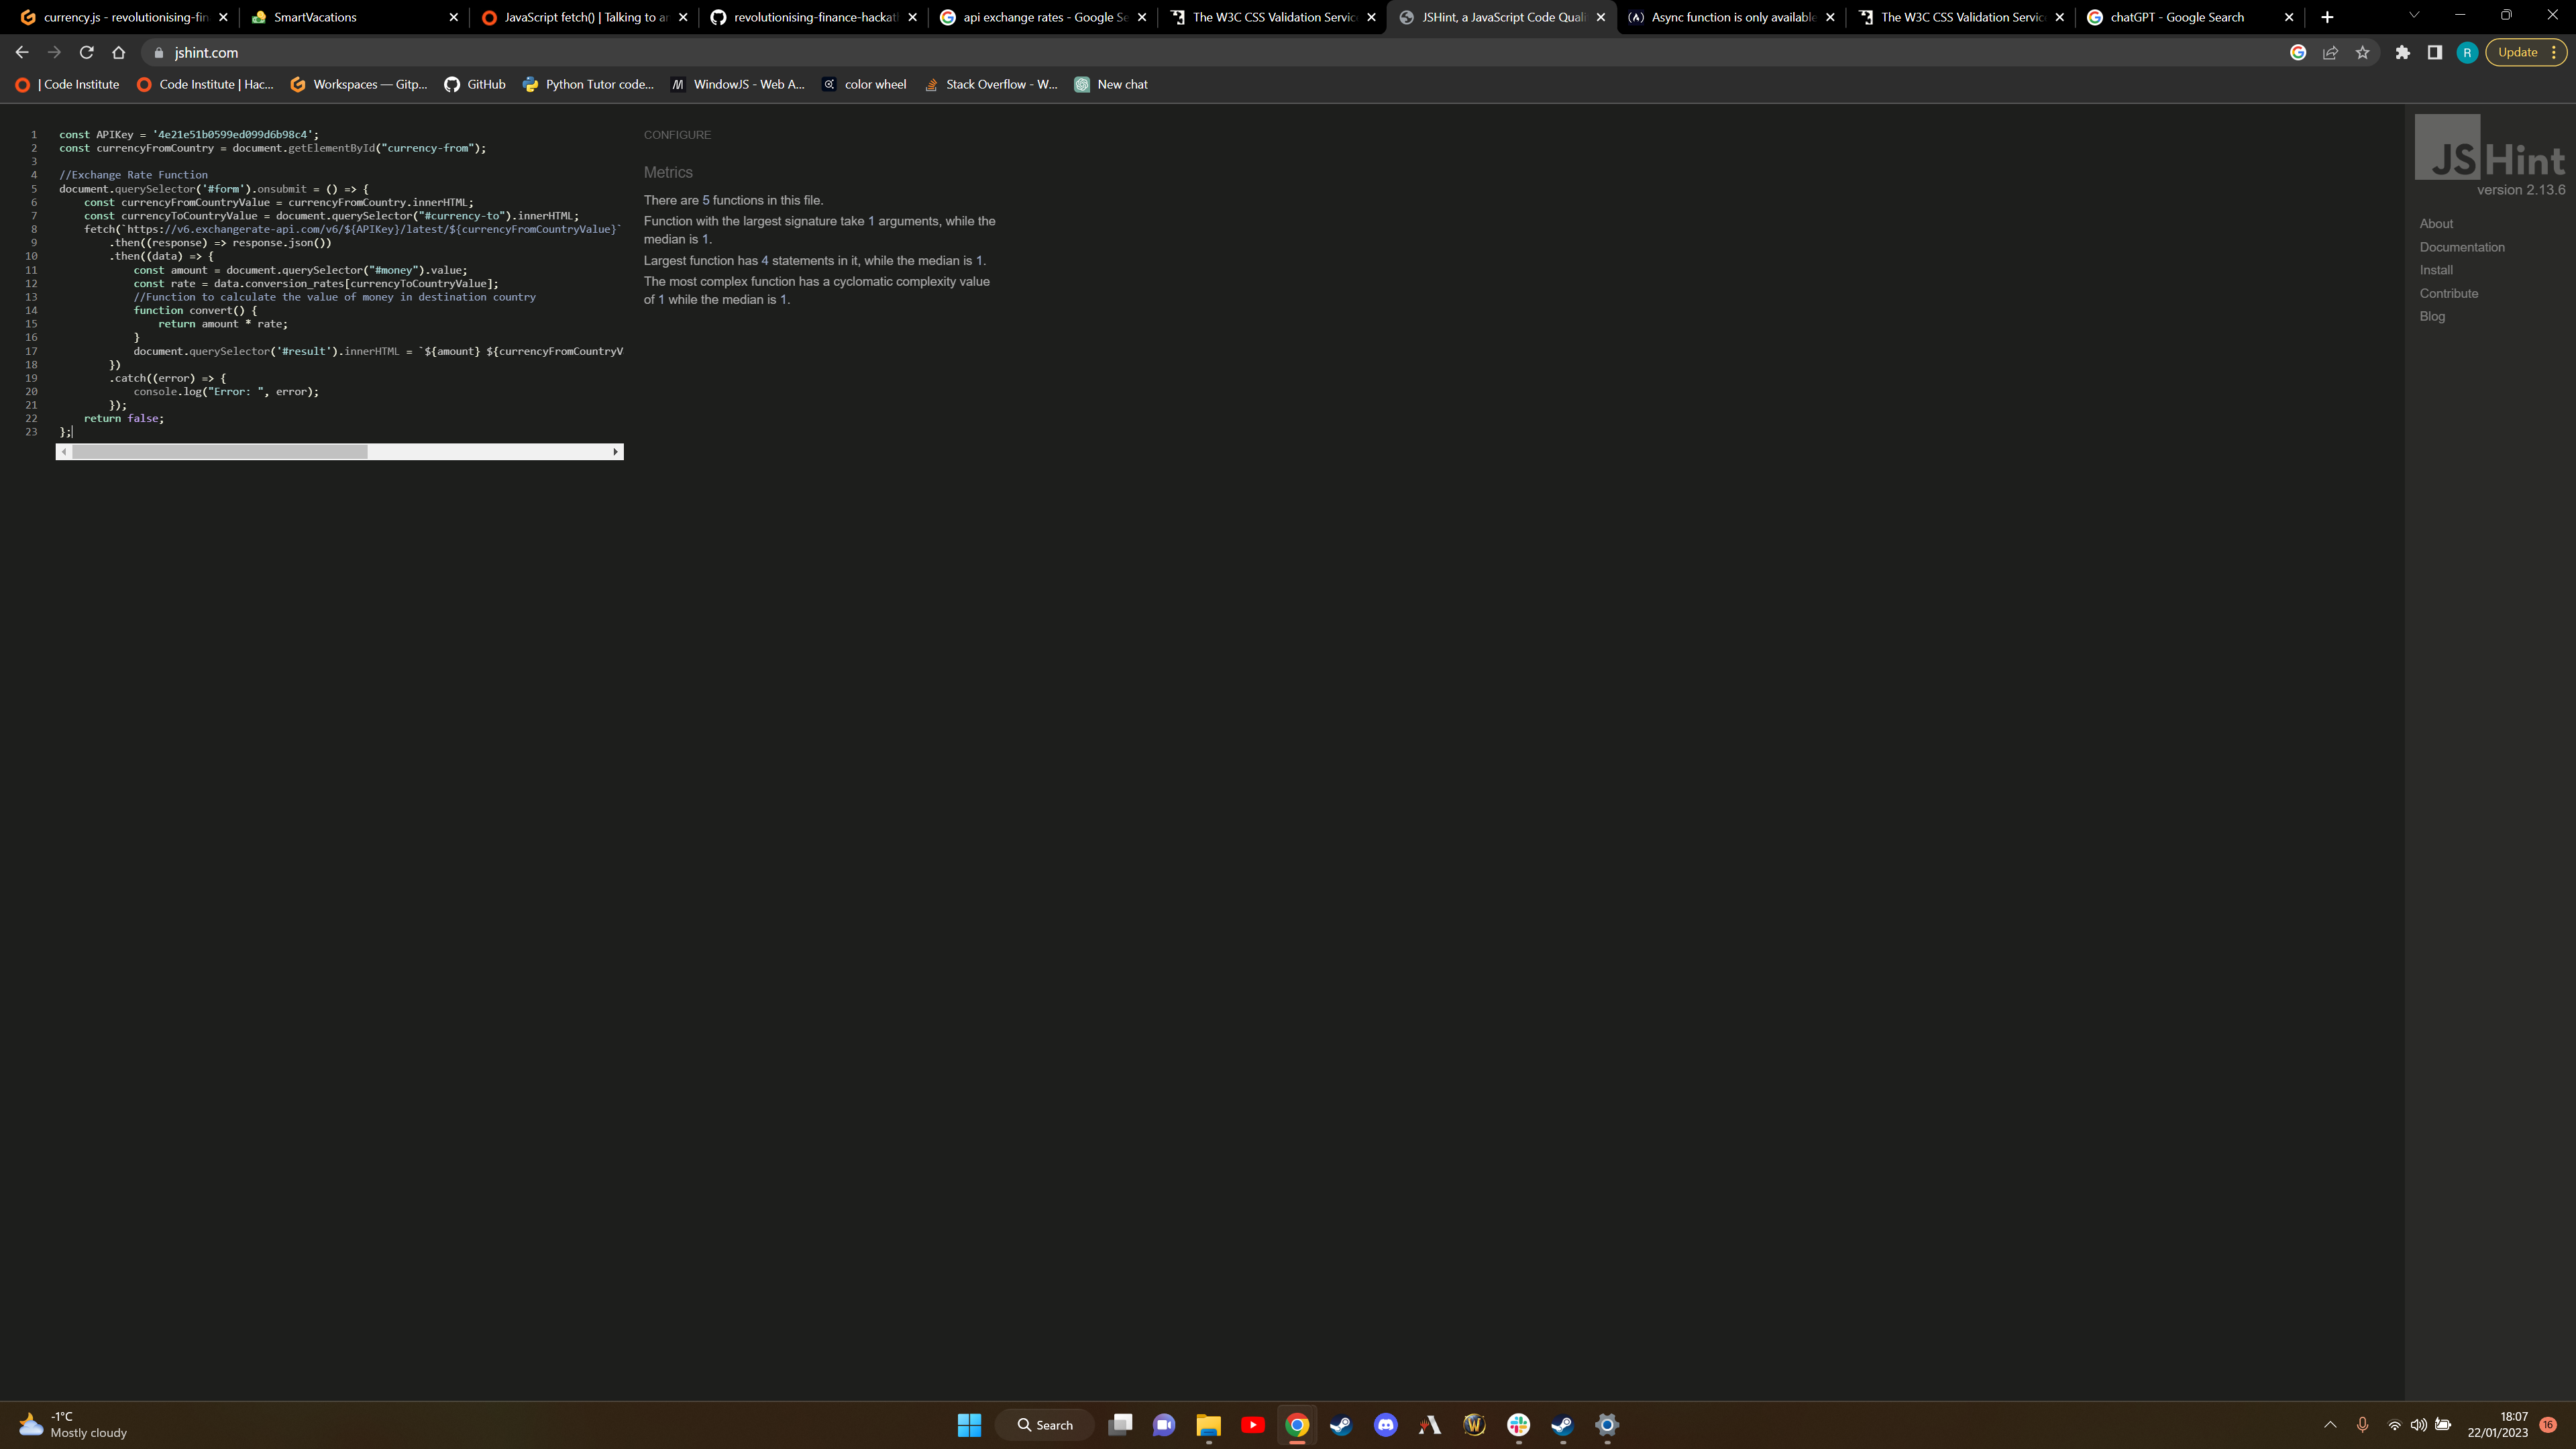 currency.js - revolutionising-fin
SmartVacations
JavaScript fetch() | Talking to ar
revolutionising-finance-hackath
api exchange rates - Google Se
The W3C CSS Validation Service
JSHint, a JavaScript Code Quali
Async function is only available
The W3C CSS Validation Service
chatGPT - Google Search
jshint.com
R
Update
| Code Institute
Code Institute | Hac...
Workspaces — Gitp...
GitHub
Python Tutor code...
WindowJS - Web A...
color wheel
Stack Overflow - W...
New chat
1 const APIKey = '4e21e51b0599ed099d6b98c4';
2 const currencyFromCountry = document.getElementById("currency-from");
3
4 //Exchange Rate Function
5 document.querySelector('#form').onsubmit = () => {
6 const currencyFromCountryValue = currencyFromCountry.innerHTML;
7 const currencyToCountryValue = document.querySelector("#currency-to").innerHTML;
8 fetch(`https://v6.exchangerate-api.com/v6/${APIKey}/latest/${currencyFromCountryValue}`
9 .then((response) => response.json())
10 .then((data) => {
11 const amount = document.querySelector("#money").value;
12 const rate = data.conversion_rates[currencyToCountryValue];
13 //Function to calculate the value of money in destination country
14 function convert() {
15 return amount * rate;
16 }
17 document.querySelector('#result').innerHTML = `${amount} ${currencyFromCountryV
18 })
19 .catch((error) => {
20 console.log("Error: ", error);
21 });
22 return false;
23 };
CONFIGURE
Metrics
There are 5 functions in this file.
Function with the largest signature take 1 arguments, while the
median is 1.
Largest function has 4 statements in it, while the median is 1.
The most complex function has a cyclomatic complexity value
of 1 while the median is 1.
JSHint
version 2.13.6
About
Documentation
Install
Contribute
Blog
-1°C
Mostly cloudy
Search
18:07
22/01/2023
16